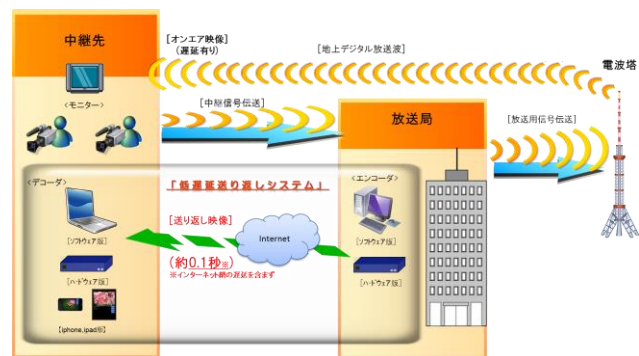 中継先
[オンエア映像]
(遅延有り)
[地上デジタル放送波]
電波塔
<モニター>
[中継信号伝送]
放送局
[放送用信号伝送]
<デコーダ>
「低遅延送り返しシステム」
<エンコーダ>
[ソフトウェア版]
[送り返し映像]
Internet
[ソフトウェア版]
(約0.1秒※)
※インターネット網の遅延を含まず
[ハードウェア版]
[ハードウェア版]
【iphone,ipad版】